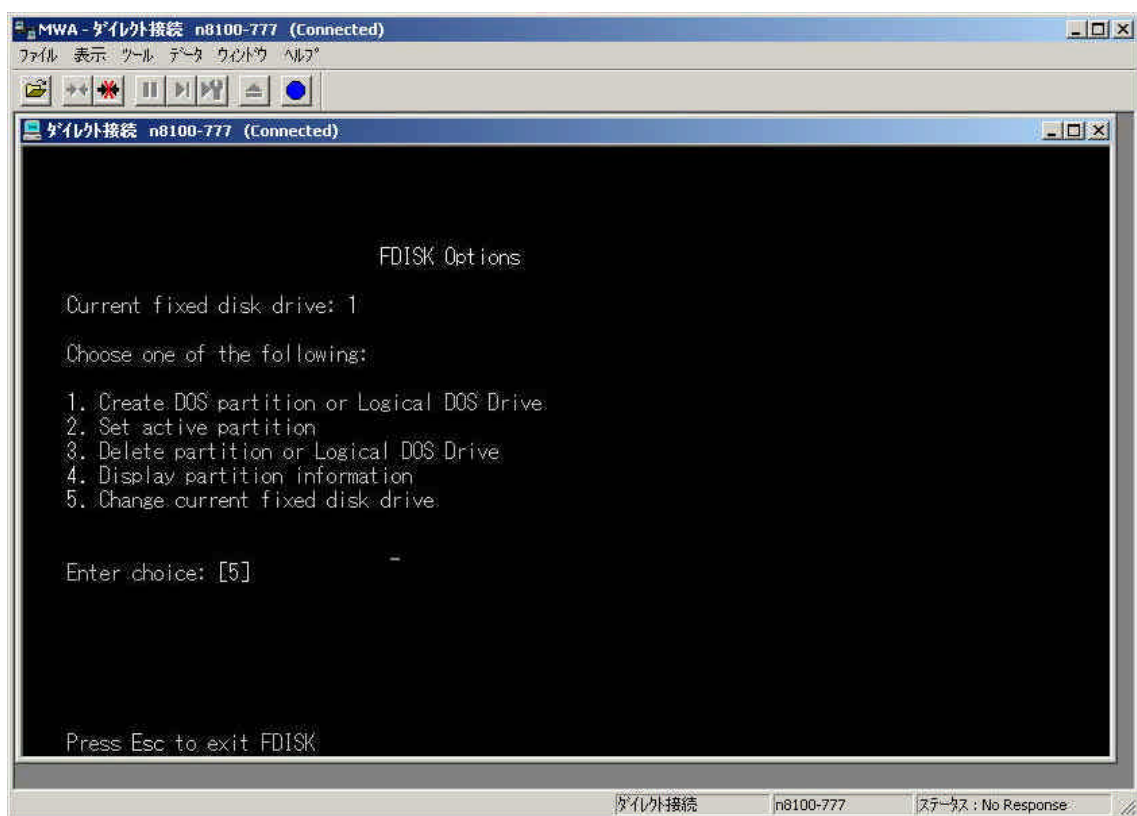 MWA - ﾀﾞｲﾚｸﾄ接続 n8100-777 (Connected)
ﾌｧｲﾙ 表示 ﾂｰﾙ ﾃﾞｰﾀ ｳｨﾝﾄﾞｳ ﾍﾙﾌﾟ
ﾀﾞｲﾚｸﾄ接続 n8100-777 (Connected)
FDISK Options
Current fixed disk drive: 1
Choose one of the following:
1. Create DOS partition or Logical DOS Drive
2. Set active partition
3. Delete partition or Logical DOS Drive
4. Display partition information
5. Change current fixed disk drive
Enter choice: [5]
Press Esc to exit FDISK
ﾀﾞｲﾚｸﾄ接続 n8100-777 ｽﾃｰﾀｽ : No Response